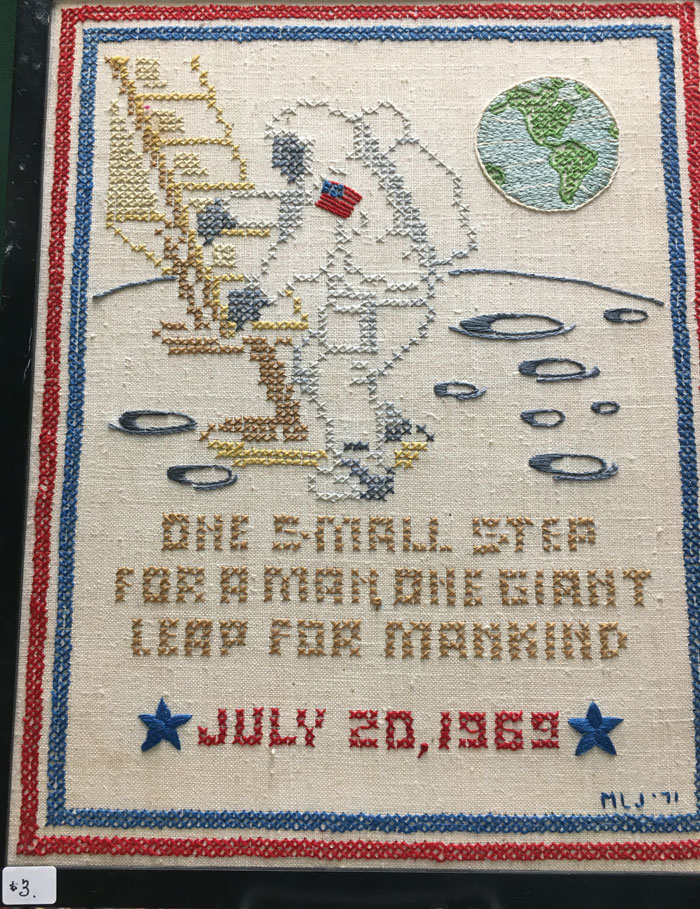 ONE SMALL STEP
FOR A MAN, ONE GIANT
LEAP FOR MANKIND
JULY 20, 1969
MLJ '71
$3.